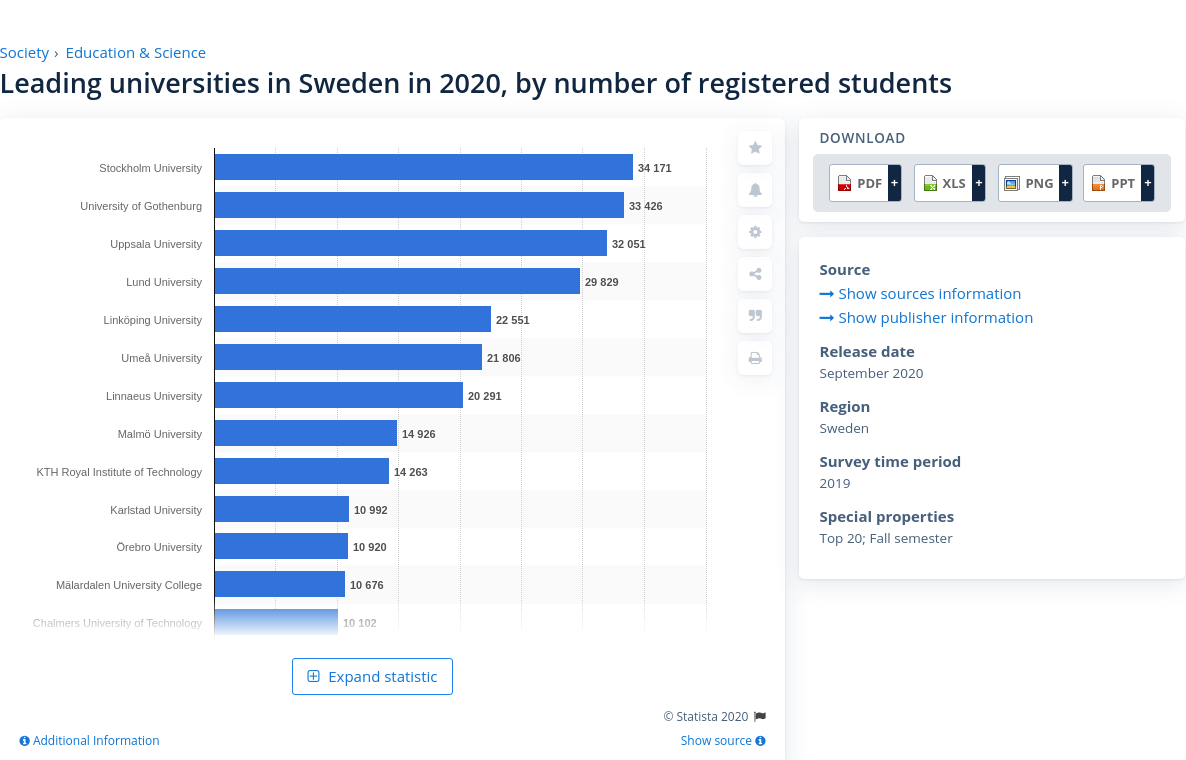 Society › Education & Science
Leading universities in Sweden in 2020, by number of registered students
Stockholm University 34 171
University of Gothenburg 33 426
Uppsala University 32 051
Lund University 29 829
Linköping University 22 551
Umeå University 21 806
Linnaeus University 20 291
Malmö University 14 926
KTH Royal Institute of Technology 14 263
Karlstad University 10 992
Örebro University 10 920
Mälardalen University College 10 676
Chalmers University of Technology 10 102
Expand statistic
© Statista 2020
Additional Information
Show source
DOWNLOAD
PDF + XLS + PNG + PPT +
Source
Show sources information
Show publisher information
Release date
September 2020
Region
Sweden
Survey time period
2019
Special properties
Top 20; Fall semester